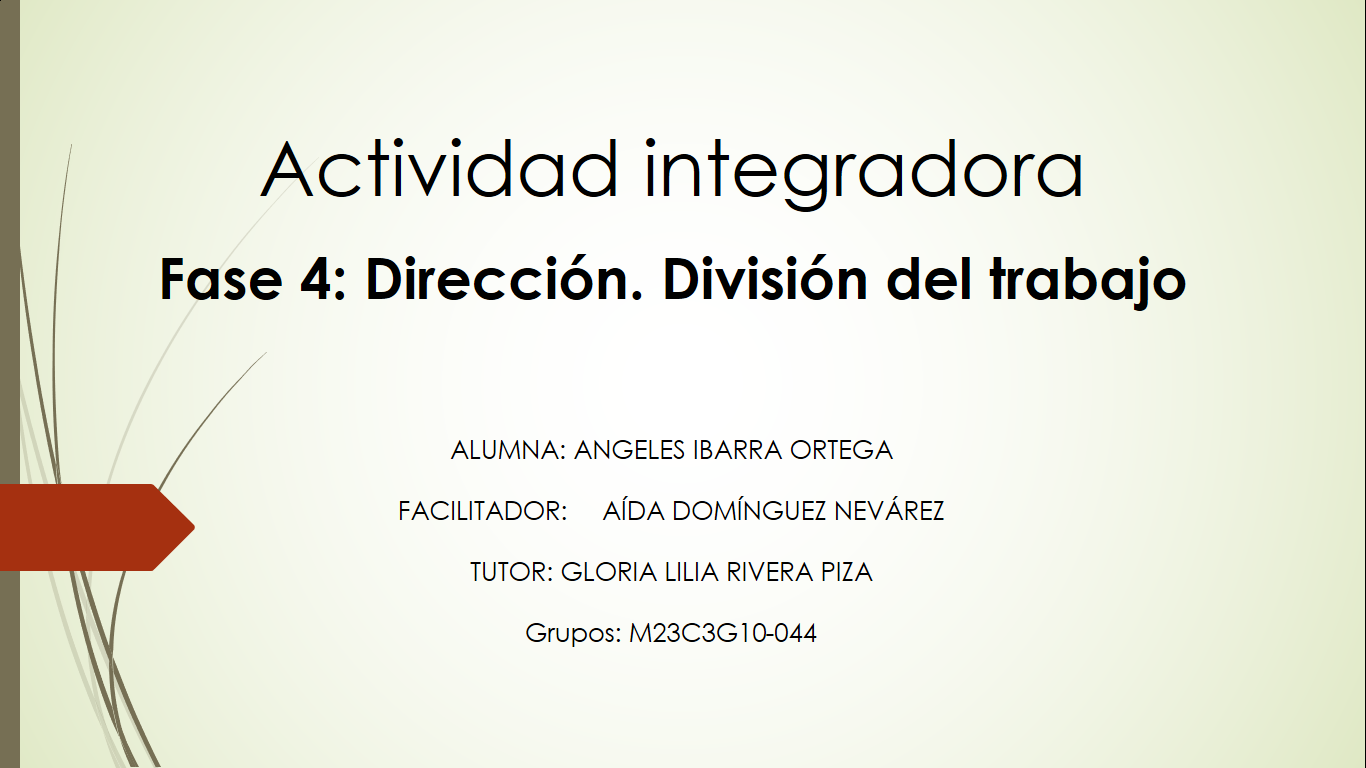 Actividad integradora
Fase 4: Dirección. División del trabajo
ALUMNA: ANGELES IBARRA ORTEGA
FACILITADOR: AÍDA DOMÍNGUEZ NEVÁREZ
TUTOR: GLORIA LILIA RIVERA PIZA
Grupos: M23C3G10-044